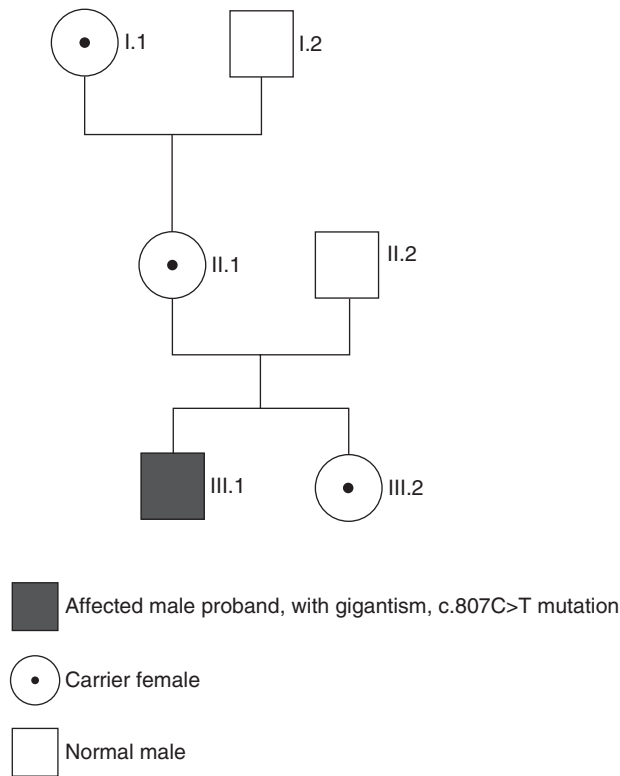 I.1
I.2
II.1
II.2
III.1
III.2
Affected male proband, with gigantism, c.807C>T mutation
Carrier female
Normal male